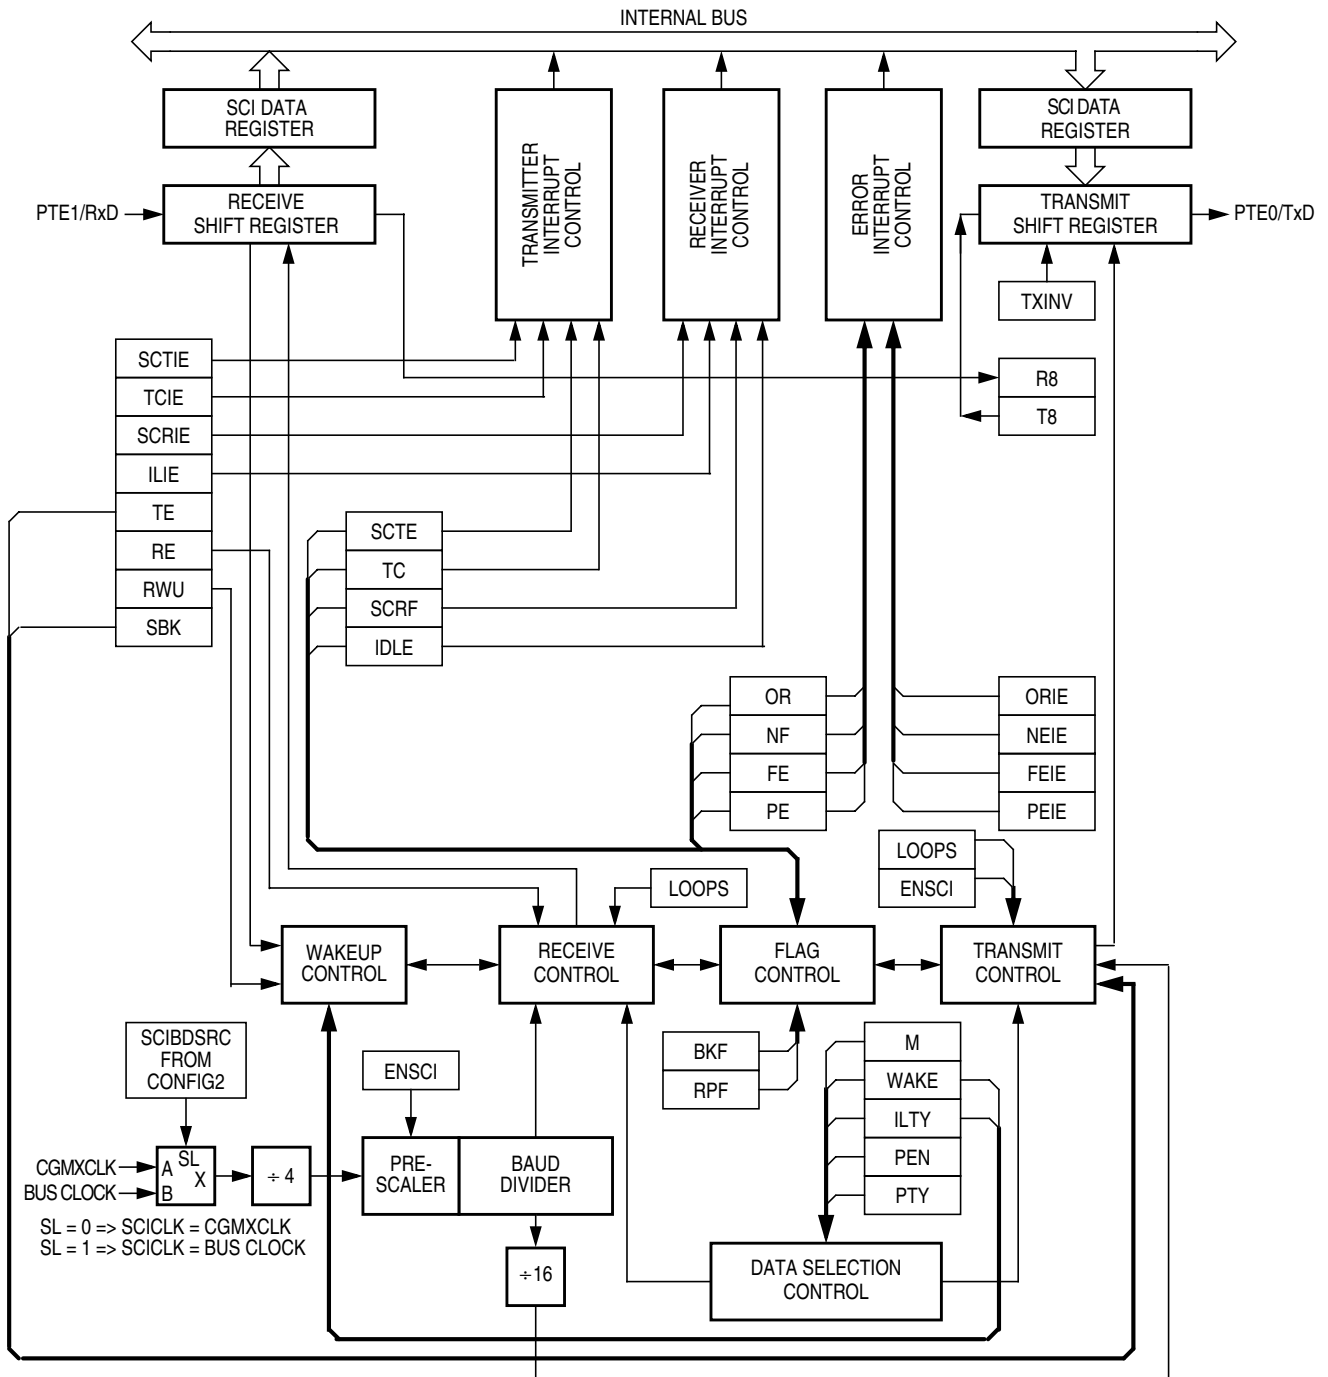 INTERNAL BUS
SCI DATA
REGISTER
TRANSMITTER
INTERRUPT
CONTROL
RECEIVER
INTERRUPT
CONTROL
ERROR
INTERRUPT
CONTROL
SCI DATA
REGISTER
PTE1/RxD
RECEIVE
SHIFT REGISTER
TRANSMIT
SHIFT REGISTER
PTE0/TxD
TXINV
SCTIE
TCIE
SCRIE
ILIE
TE
RE
RWU
SBK
R8
T8
SCTE
TC
SCRF
IDLE
OR
NF
FE
PE
ORIE
NEIE
FEIE
PEIE
LOOPS
ENSCI
LOOPS
WAKEUP
CONTROL
RECEIVE
CONTROL
FLAG
CONTROL
TRANSMIT
CONTROL
SCIBDSRC
FROM
CONFIG2
ENSCI
BKF
RPF
M
WAKE
ILTY
PEN
PTY
CGMXCLK
BUS CLOCK
A
SL
X
B
÷ 4
PRE-
SCALER
BAUD
DIVIDER
SL = 0 => SCICLK = CGMXCLK
SL = 1 => SCICLK = BUS CLOCK
÷16
DATA SELECTION
CONTROL